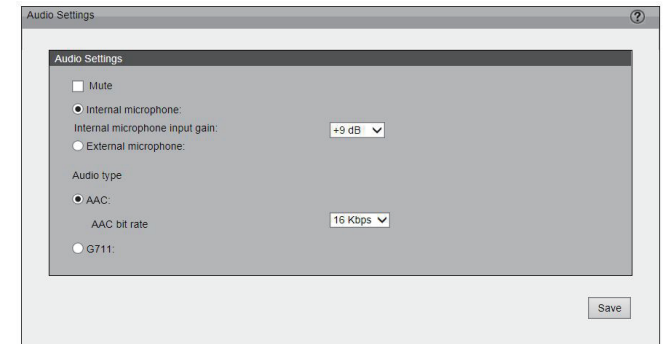 Audio Settings
?
Audio Settings
Mute
Internal microphone:
Internal microphone input gain:
+9 dB
External microphone:
Audio type
AAC:
AAC bit rate
16 Kbps
G711:
Save